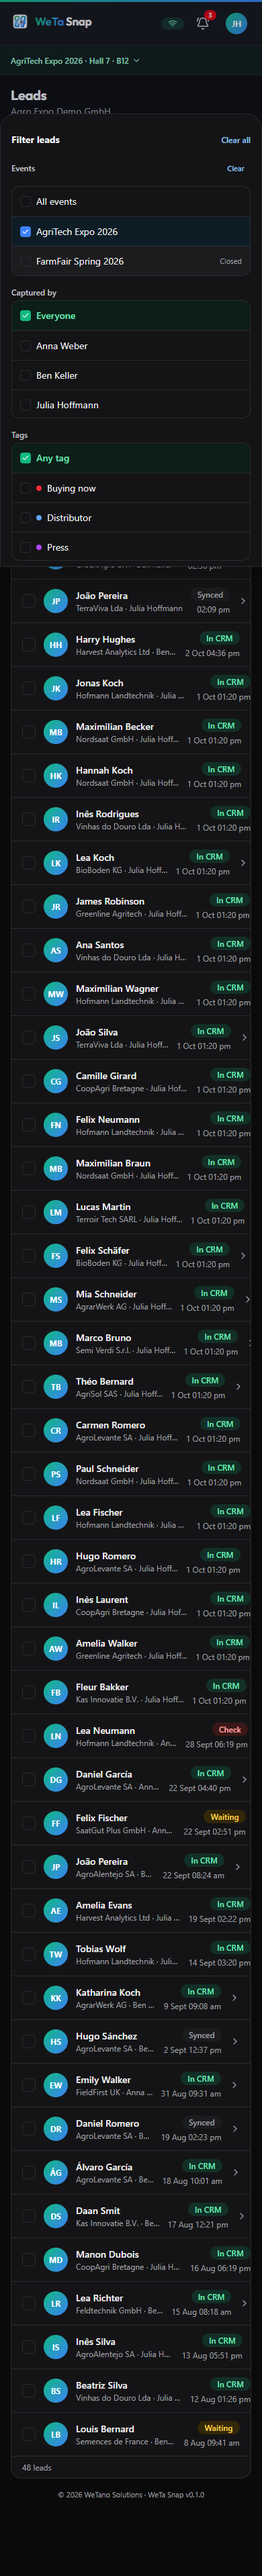 WeTa Snap
3
JH
AgriTech Expo 2026 · Hall 7 · B12
Leads
Agro Expo Demo GmbH
Filter leads
Clear all
Events
Clear
All events
AgriTech Expo 2026
FarmFair Spring 2026
Closed
Captured by
Everyone
Anna Weber
Ben Keller
Julia Hoffmann
Tags
Any tag
Buying now
Distributor
Press
JP
João Pereira
Synced
TerraViva Lda · Julia Hoffmann
02:09 pm
HH
Harry Hughes
In CRM
Harvest Analytics Ltd · Ben...
2 Oct 04:36 pm
JK
Jonas Koch
In CRM
Hofmann Landtechnik · Julia ...
1 Oct 01:20 pm
MB
Maximilian Becker
In CRM
Nordsaat GmbH · Julia Hoff...
1 Oct 01:20 pm
HK
Hannah Koch
In CRM
Nordsaat GmbH · Julia Hoff...
1 Oct 01:20 pm
IR
Inês Rodrigues
In CRM
Vinhas do Douro Lda · Julia H...
1 Oct 01:20 pm
LK
Lea Koch
In CRM
BioBoden KG · Julia Hoff...
1 Oct 01:20 pm
JR
James Robinson
In CRM
Greenline Agritech · Julia Hoff...
1 Oct 01:20 pm
AS
Ana Santos
In CRM
Vinhas do Douro Lda · Julia ...
1 Oct 01:20 pm
MW
Maximilian Wagner
In CRM
Hofmann Landtechnik · Julia ...
1 Oct 01:20 pm
JS
João Silva
In CRM
TerraViva Lda · Julia Hoff...
1 Oct 01:20 pm
CG
Camille Girard
In CRM
CoopAgri Bretagne · Julia Hof...
1 Oct 01:20 pm
FN
Felix Neumann
In CRM
Hofmann Landtechnik · Julia ...
1 Oct 01:20 pm
MB
Maximilian Braun
In CRM
Nordsaat GmbH · Julia Hoff...
1 Oct 01:20 pm
LM
Lucas Martin
In CRM
Terroir Tech SARL · Julia Hoff...
1 Oct 01:20 pm
FS
Felix Schäfer
In CRM
BioBoden KG · Julia Hoff...
1 Oct 01:20 pm
MS
Mia Schneider
In CRM
AgrarWerk AG · Julia Hoff...
1 Oct 01:20 pm
MB
Marco Bruno
In CRM
Semi Verdi S.r.l. · Julia Hoff...
1 Oct 01:20 pm
TB
Théo Bernard
In CRM
AgriSol SAS · Julia Hoff...
1 Oct 01:20 pm
CR
Carmen Romero
In CRM
AgroLevante SA · Julia Hoff...
1 Oct 01:20 pm
PS
Paul Schneider
In CRM
Nordsaat GmbH · Julia Hoff...
1 Oct 01:20 pm
LF
Lea Fischer
In CRM
Hofmann Landtechnik · Julia ...
1 Oct 01:20 pm
HR
Hugo Romero
In CRM
AgroLevante SA · Julia Hoff...
1 Oct 01:20 pm
IL
Inès Laurent
In CRM
CoopAgri Bretagne · Julia Hof...
1 Oct 01:20 pm
AW
Amelia Walker
In CRM
Greenline Agritech · Julia Hoff...
1 Oct 01:20 pm
FB
Fleur Bakker
In CRM
Kas Innovatie B.V. · Julia Hoff...
1 Oct 01:20 pm
LN
Lea Neumann
Check
Hofmann Landtechnik · An...
28 Sept 06:19 pm
DG
Daniel García
In CRM
AgroLevante SA · Ann...
22 Sept 04:40 pm
FF
Felix Fischer
Waiting
SaatGut Plus GmbH · Ann...
22 Sept 02:51 pm
JP
João Pereira
In CRM
AgroAlentejo SA · B...
22 Sept 08:24 am
AE
Amelia Evans
In CRM
Harvest Analytics Ltd · Julia ...
19 Sept 02:22 pm
TW
Tobias Wolf
In CRM
Hofmann Landtechnik · Juli...
14 Sept 03:20 pm
KK
Katharina Koch
In CRM
AgrarWerk AG · Ben ...
9 Sept 09:08 am
HS
Hugo Sánchez
Synced
AgroLevante SA · Be...
2 Sept 12:37 pm
EW
Emily Walker
In CRM
FieldFirst UK · Anna ...
31 Aug 09:31 am
DR
Daniel Romero
Synced
AgroLevante SA · B...
19 Aug 02:23 pm
ÁG
Álvaro García
In CRM
AgroLevante SA · Be...
18 Aug 10:01 am
DS
Daan Smit
In CRM
Kas Innovatie B.V. · Be...
17 Aug 12:21 pm
MD
Manon Dubois
In CRM
CoopAgri Bretagne · Julia H...
16 Aug 06:19 pm
LR
Lea Richter
In CRM
Feldtechnik GmbH · Be...
15 Aug 08:18 am
IS
Inês Silva
In CRM
AgroAlentejo SA · Julia H...
13 Aug 05:51 pm
BS
Beatriz Silva
In CRM
Vinhas do Douro Lda · Julia ...
12 Aug 01:26 pm
LB
Louis Bernard
Waiting
Semences de France · Ben...
8 Aug 09:41 am
48 leads
© 2026 WeTano Solutions · WeTa Snap v0.1.0